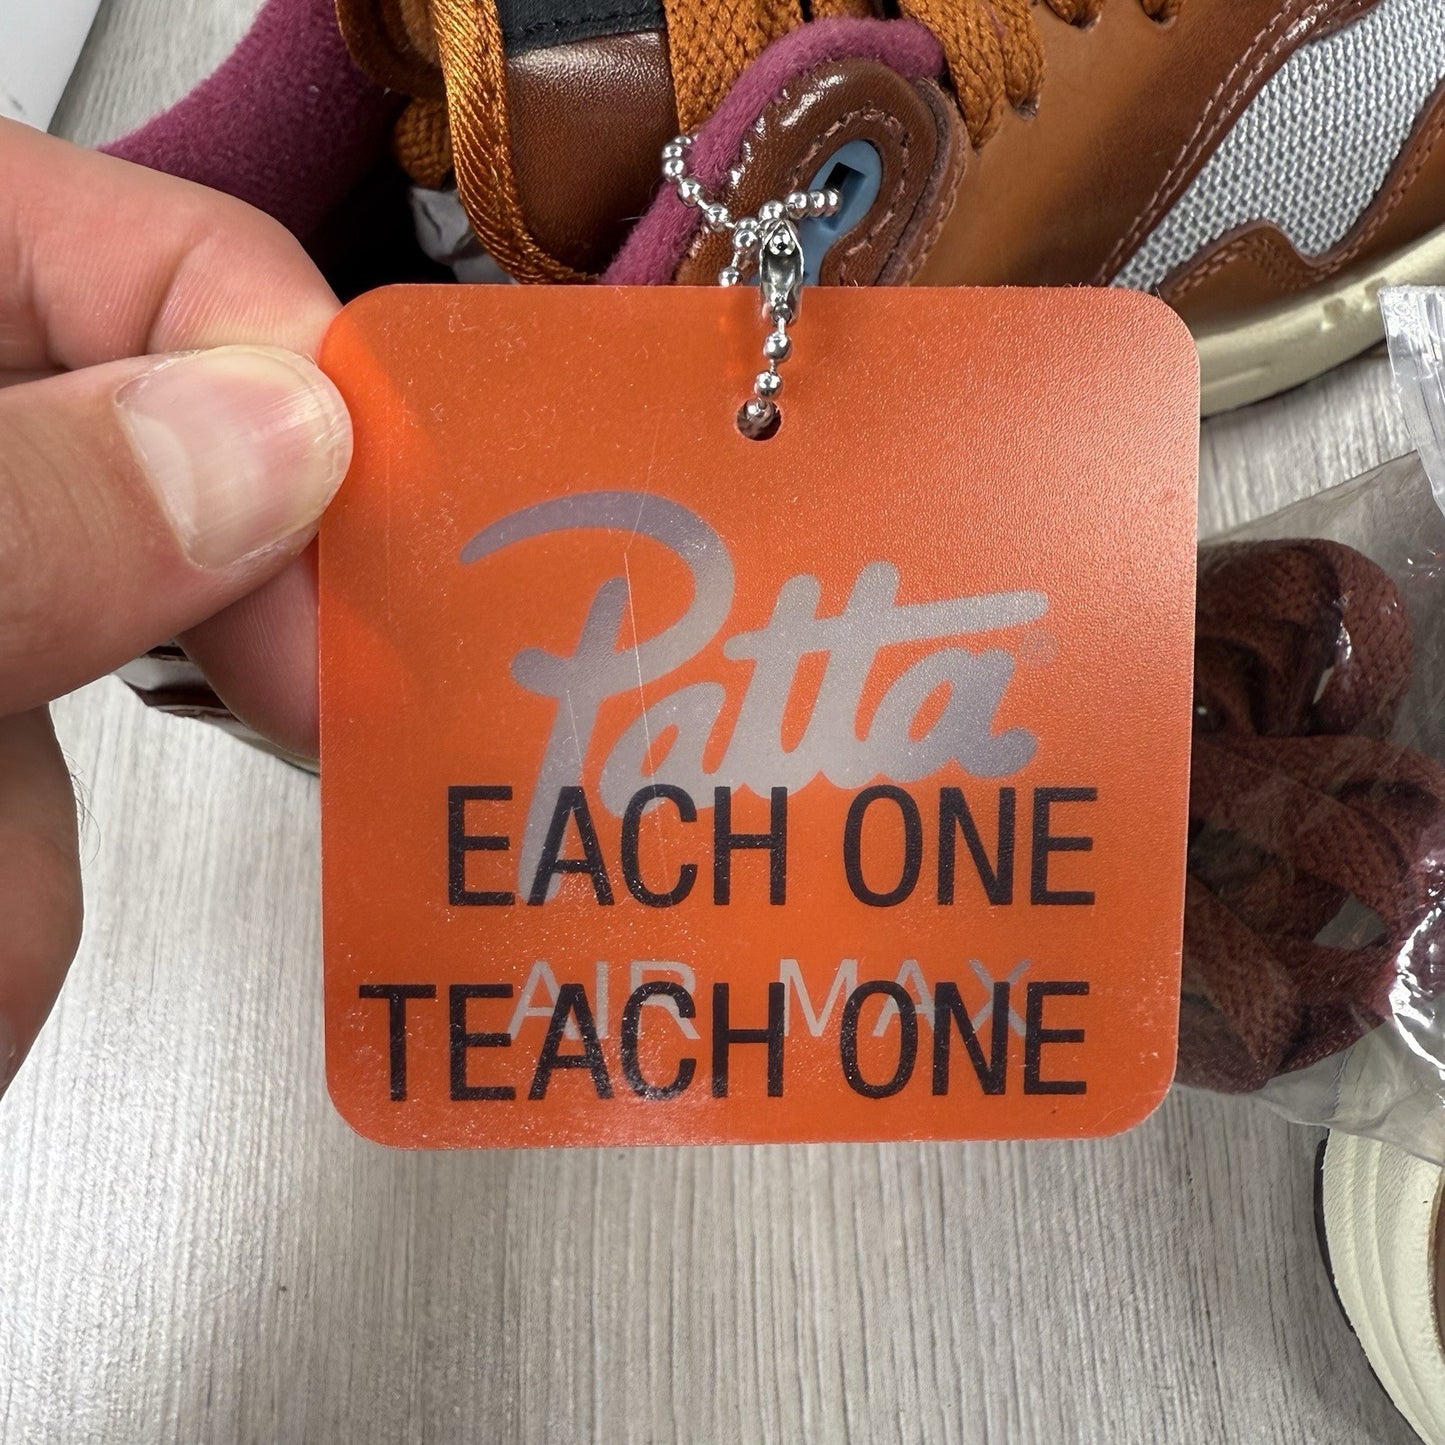 Patta®
EACH ONE
AIR MAX
TEACH ONE